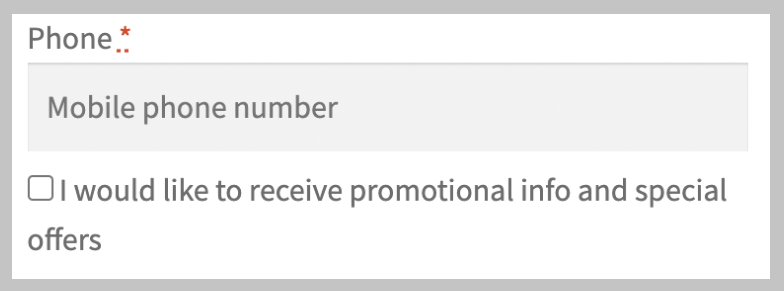 Phone *
Mobile phone number
I would like to receive promotional info and special
offers